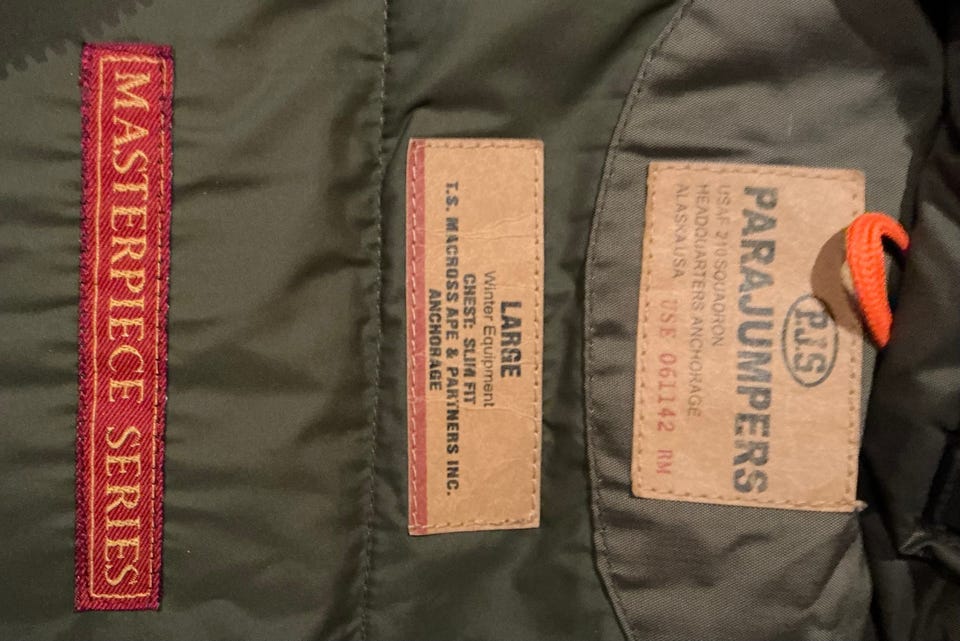 PJS
PARAJUMPERS
USAF 210 SQUADRON
HEADQUARTERS ANCHORAGE
ALASKA USA USE 061142 RM
LARGE
Winter Equipment
CHEST: SLIM FIT
T.S. MACROSS APE & PARTNERS INC.
ANCHORAGE
MASTERPIECE SERIES